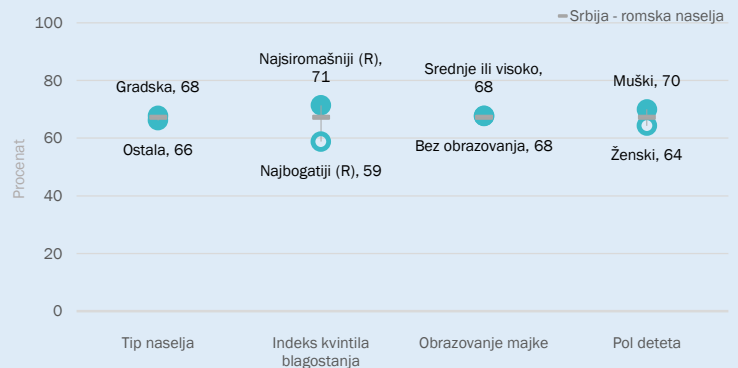 Srbija - romska naselja
Procenat
100
80
60
40
20
0
Gradska, 68
Ostala, 66
Najsiromašniji (R),
71
Najbogatiji (R), 59
Srednje ili visoko,
68
Bez obrazovanja, 68
Muški, 70
Ženski, 64
Tip naselja
Indeks kvintila
blagostanja
Obrazovanje majke
Pol deteta